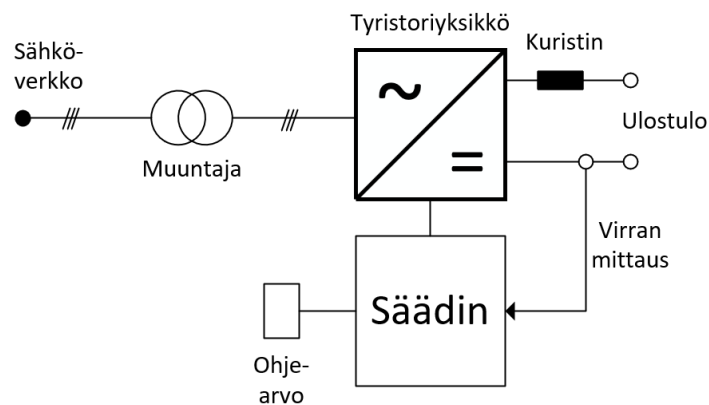 Tyristoriyksikkö
Sähkö-
verkko
Kuristin
~
=
Ulostulo
Muuntaja
Virran
mittaus
Säädin
Ohje-
arvo